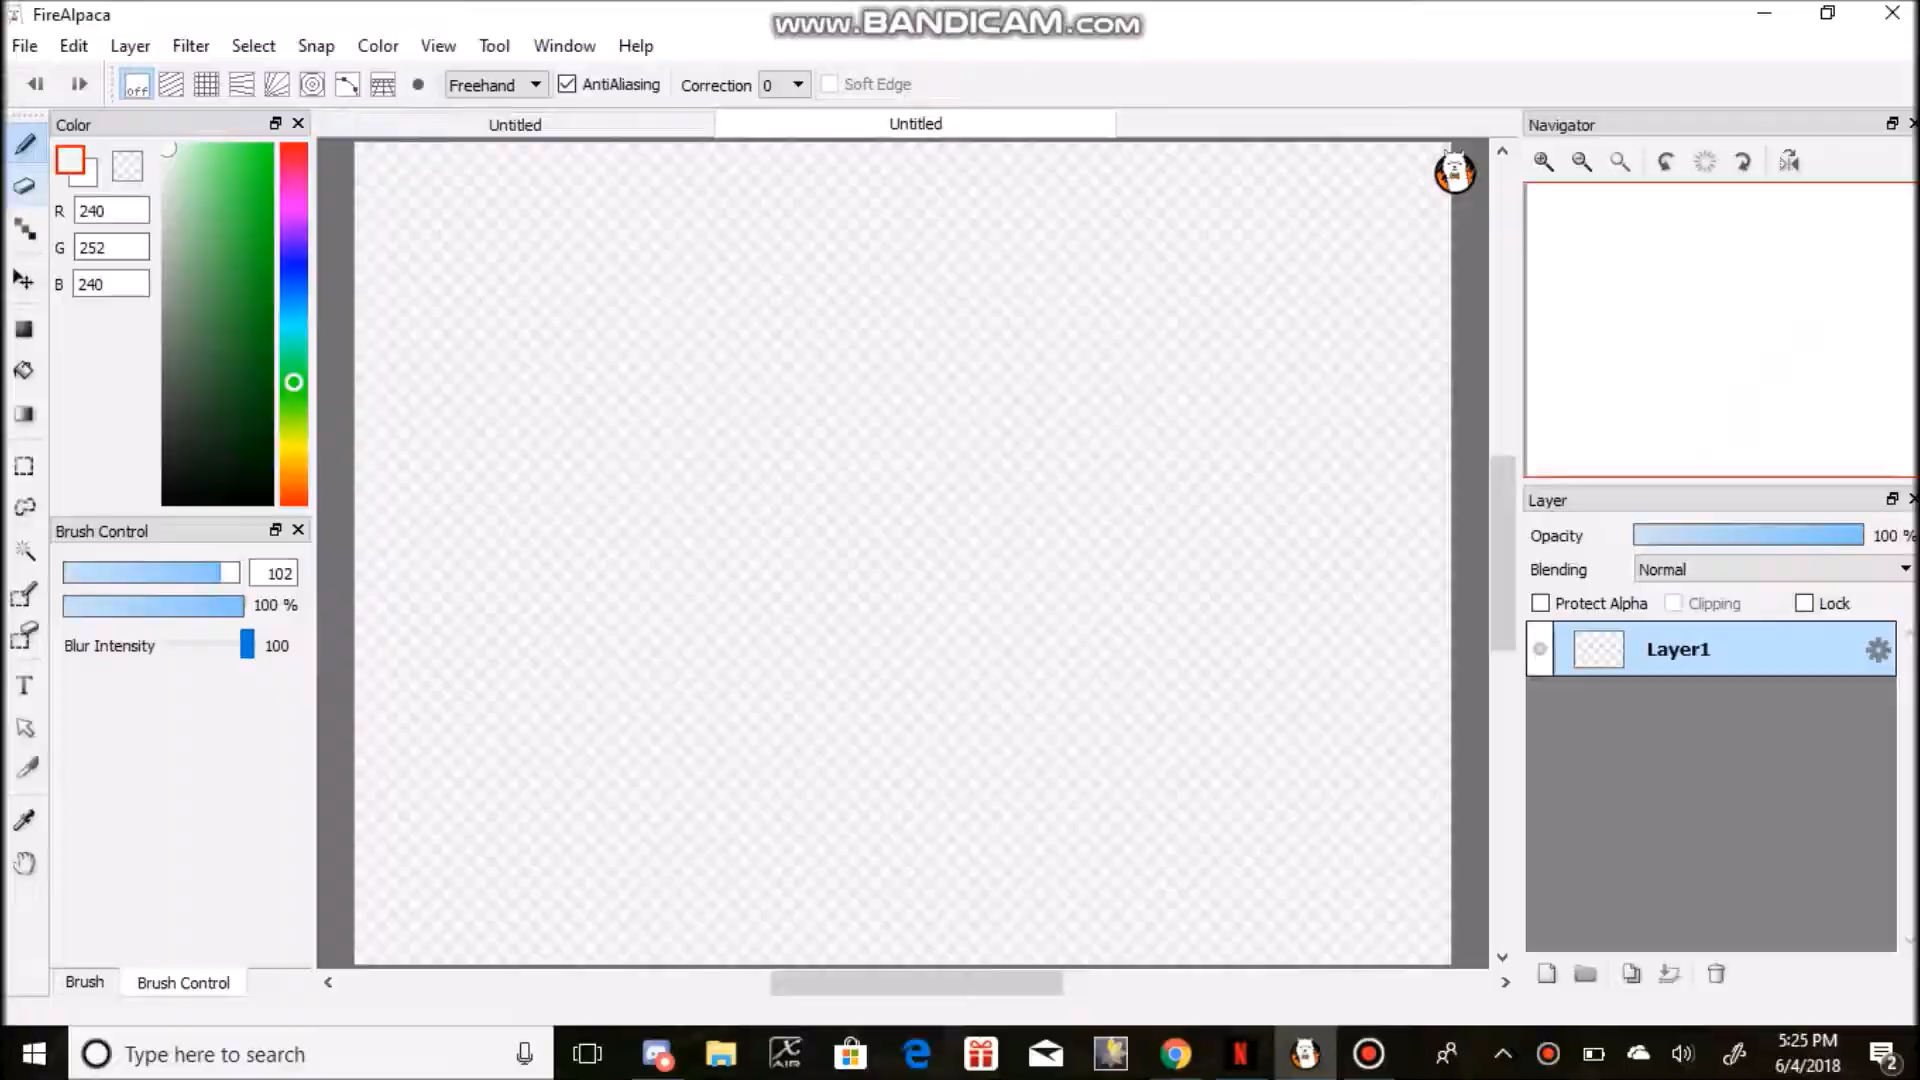 FireAlpaca
www.BANDICAM.com
File Edit Layer Filter Select Snap Color View Tool Window Help
off Freehand AntiAliasing Correction 0 Soft Edge
Color
Untitled
Untitled
Navigator
R 240
G 252
B 240
Brush Control
102
100 %
Blur Intensity 100
Brush
Brush Control
Layer
Opacity 100 %
Blending Normal
Protect Alpha Clipping Lock
Layer1
T
Type here to search
AIR
N
5:25 PM
6/4/2018
2